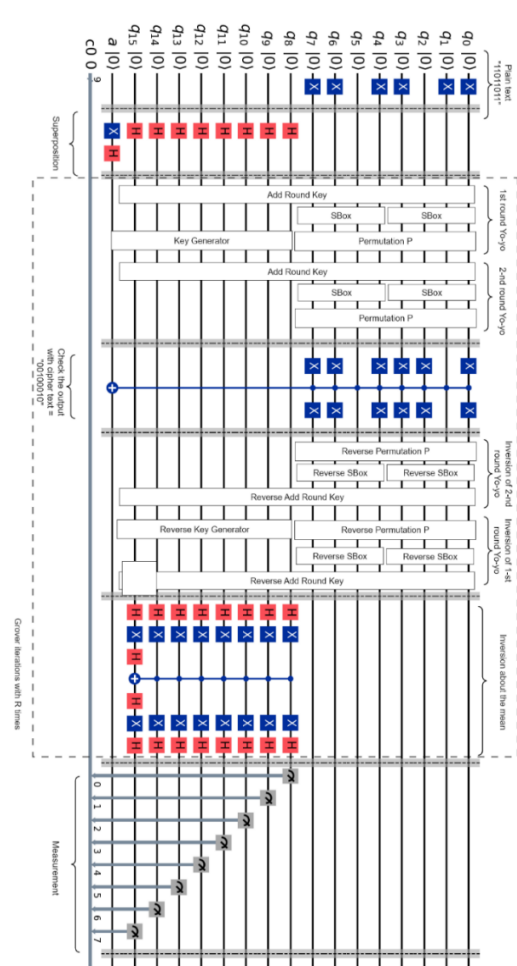 Plain text
"11011011"
Superposition
1st round Yo-yo
2-nd round Yo-yo
Check the output
with cipher text =
"00100010"
Inversion of 2-nd
round Yo-yo
Inversion of 1-st
round Yo-yo
Inversion about the mean
Grover iterations with R times
Measurement
q0 |0⟩
q1 |0⟩
q2 |0⟩
q3 |0⟩
q4 |0⟩
q5 |0⟩
q6 |0⟩
q7 |0⟩
q8 |0⟩
q9 |0⟩
q10 |0⟩
q11 |0⟩
q12 |0⟩
q13 |0⟩
q14 |0⟩
q15 |0⟩
a |0⟩
c0 0
9
X X X X X X
H H H H H H H H
X H
Add Round Key
SBox SBox
Key Generator Permutation P
Add Round Key
SBox SBox
Permutation P
X X X X X X
X X X X X X
Reverse Permutation P
Reverse SBox Reverse SBox
Reverse Add Round Key
Reverse Key Generator Reverse Permutation P
Reverse SBox Reverse SBox
Reverse Add Round Key
H H H H H H H H
X X X X X X X X
H
H
X X X X X X X X
H H H H H H H H
0
1
2
3
4
5
6
7